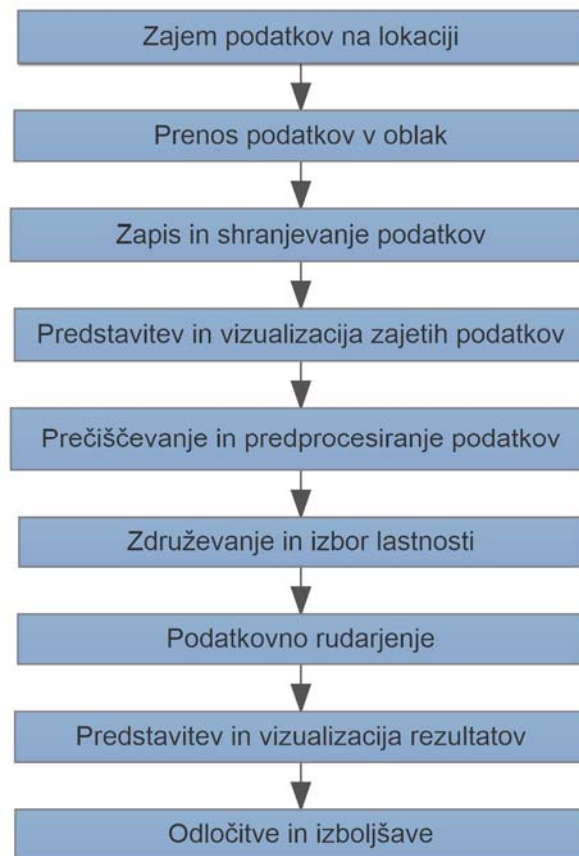 Zajem podatkov na lokaciji
Prenos podatkov v oblak
Zapis in shranjevanje podatkov
Predstavitev in vizualizacija zajetih podatkov
Prečiščevanje in predprocesiranje podatkov
Združevanje in izbor lastnosti
Podatkovno rudarjenje
Predstavitev in vizualizacija rezultatov
Odločitve in izboljšave